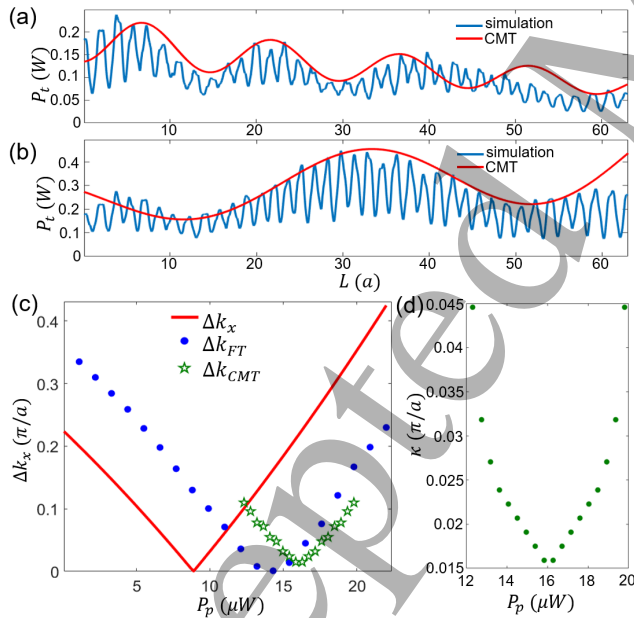 (a)
simulation
CMT
P_t (W)
0.2
0.15
0.1
0.05
0
10
20
30
40
50
60
(b)
simulation
CMT
P_t (W)
0.4
0.3
0.2
0.1
10
20
30
40
50
60
L (a)
(c)
Δk_x
Δk_FT
Δk_CMT
Δk_x (π/a)
0.4
0.3
0.2
0.1
0
5
10
15
20
P_p (μW)
(d)
κ (π/a)
0.045
0.04
0.035
0.03
0.025
0.02
0.015
12
14
16
18
20
P_p (μW)
epted M